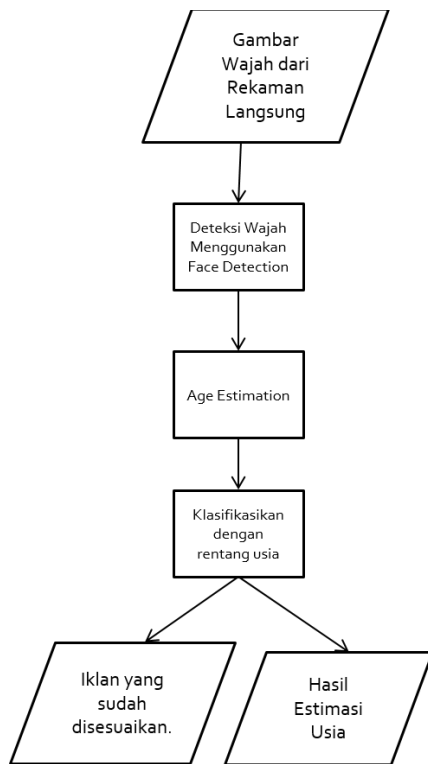 Gambar
Wajah dari
Rekaman
Langsung
Deteksi Wajah
Menggunakan
Face Detection
Age Estimation
Klasifikasikan
dengan
rentang usia
Iklan yang
sudah
disesuaikan.
Hasil
Estimasi
Usia